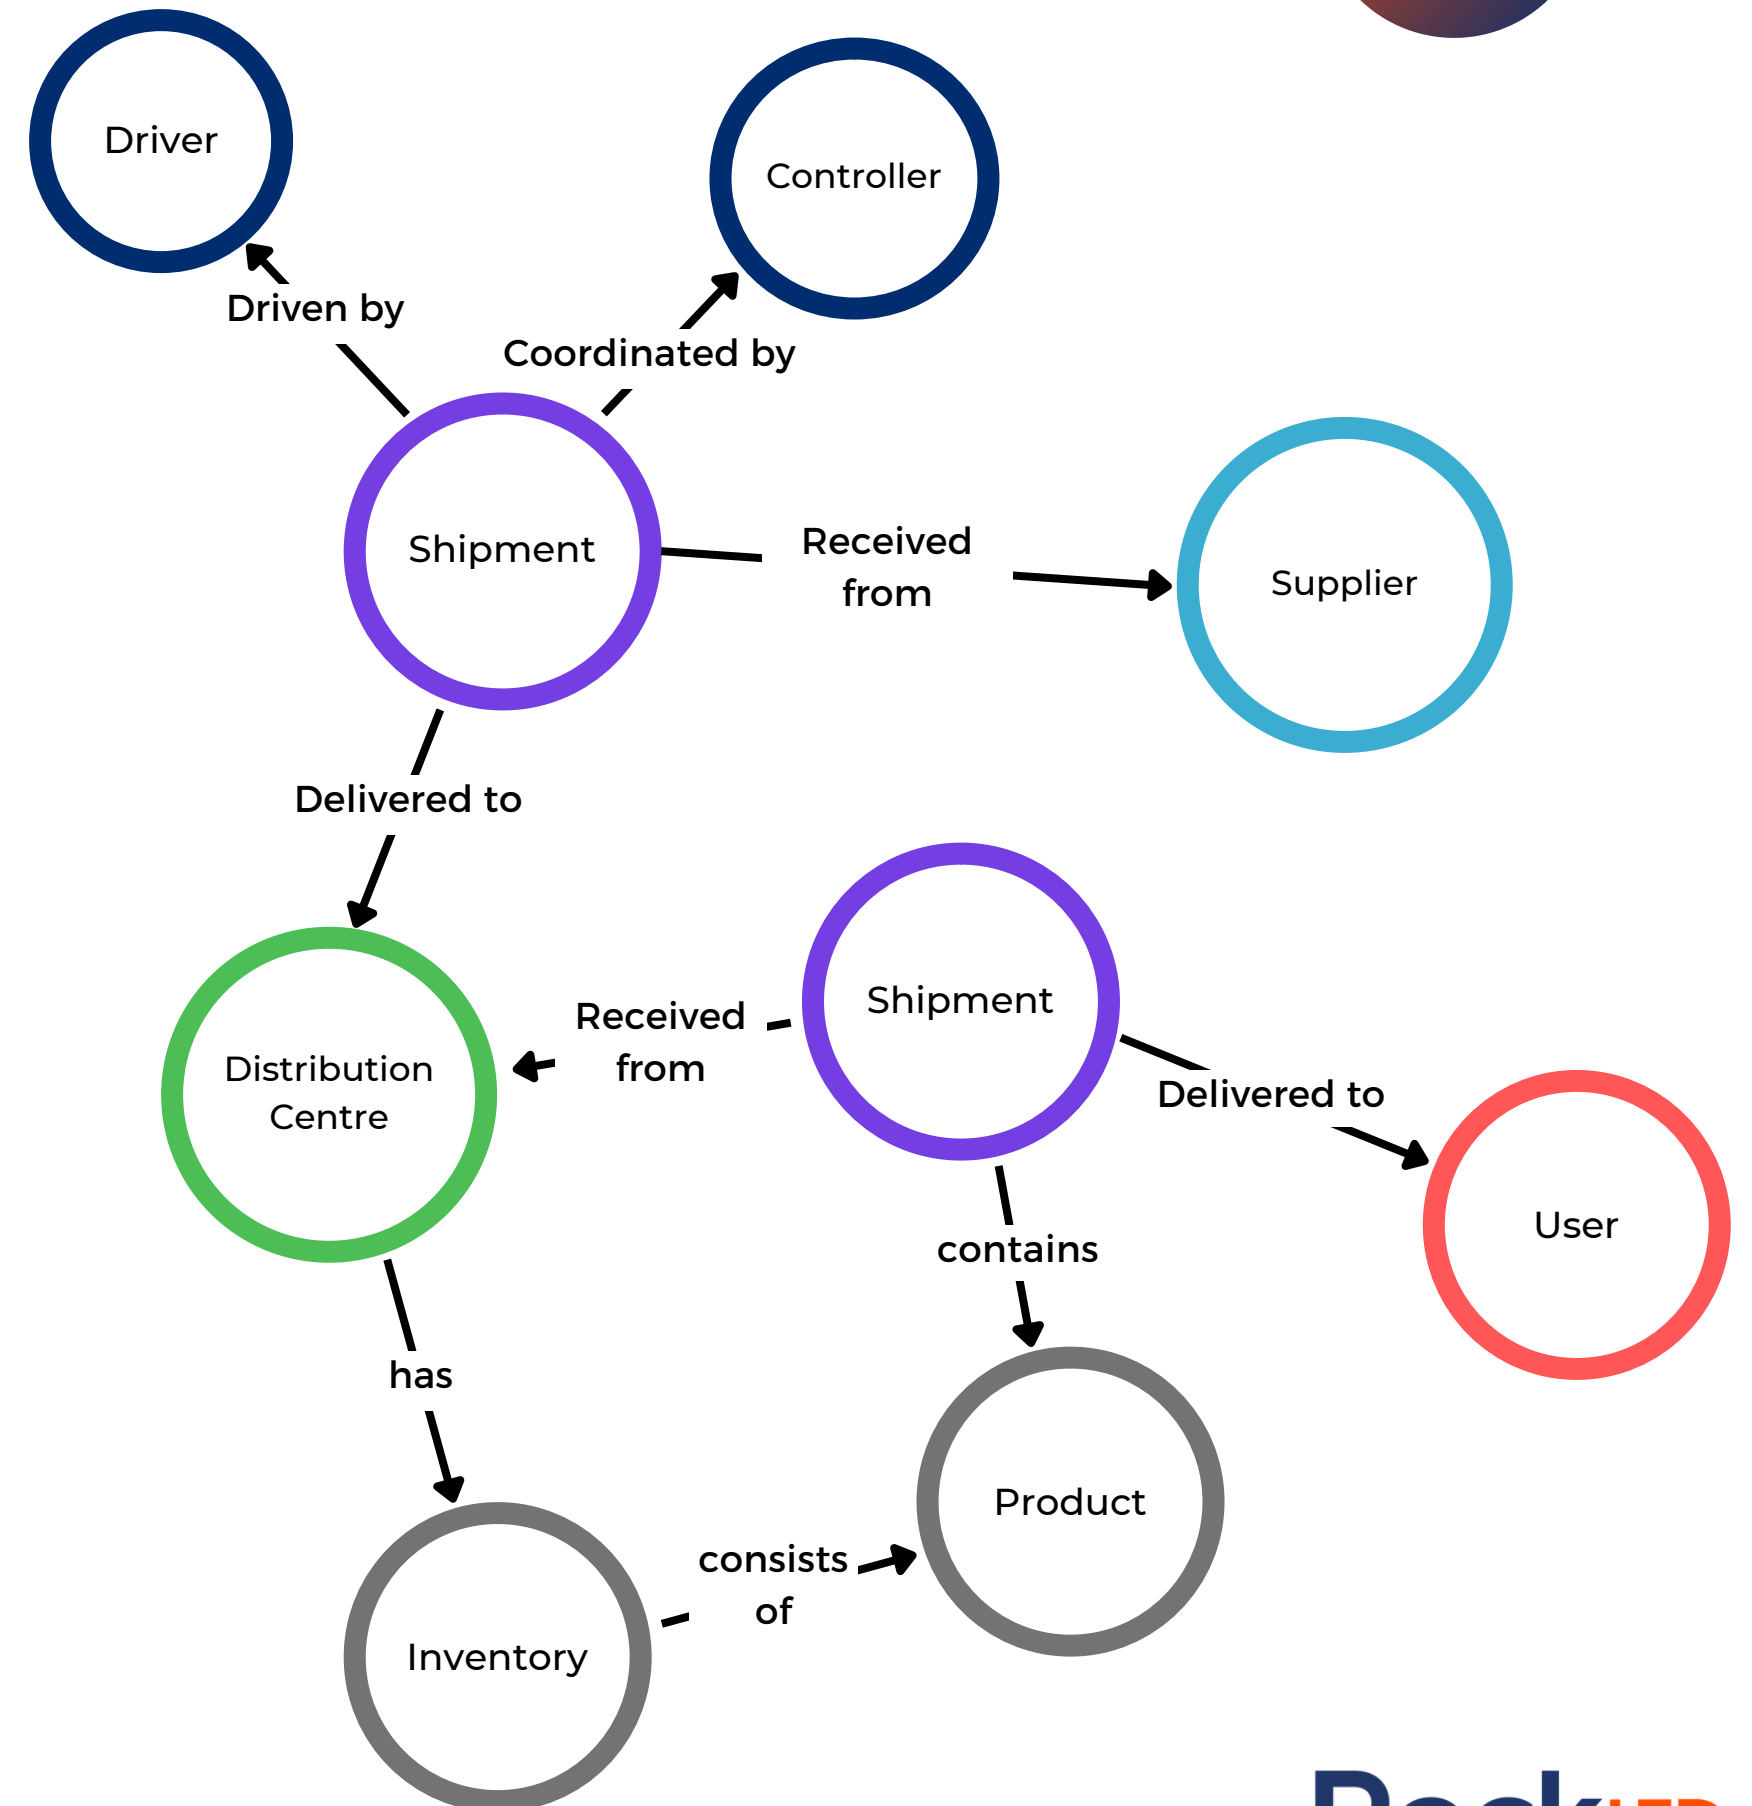 Driver
Controller
Driven by
Coordinated by
Shipment
Received
from
Supplier
Delivered to
Shipment
Received
from
Distribution
Centre
Delivered to
User
contains
has
Product
consists
of
Inventory